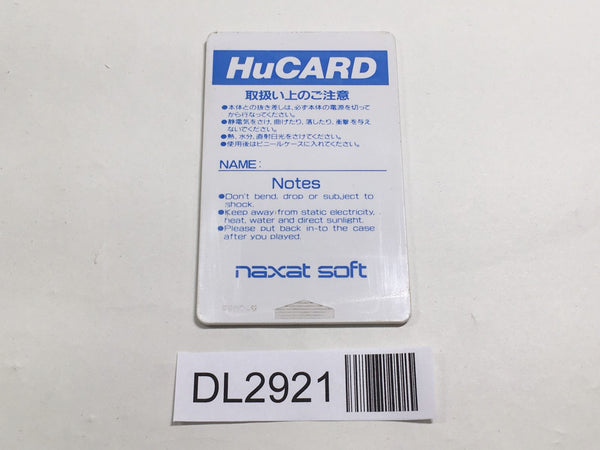 HuCARD
取扱い上のご注意
●本体との抜き差しは、必ず本体の電源を切って
から行なってください。
●静電気をさけ、曲げたり、落したり、衝撃を与え
ないでください。
●熱、水分、直射日光をさけてください。
●使用後はビニールケースに入れてください。
NAME:
Notes
●Don't bend, drop or subject to
shock.
●Keep away from static electricity,
heat, water and direct sunlight.
●Please put back in-to the case
after you played.
naxat soft
DL2921